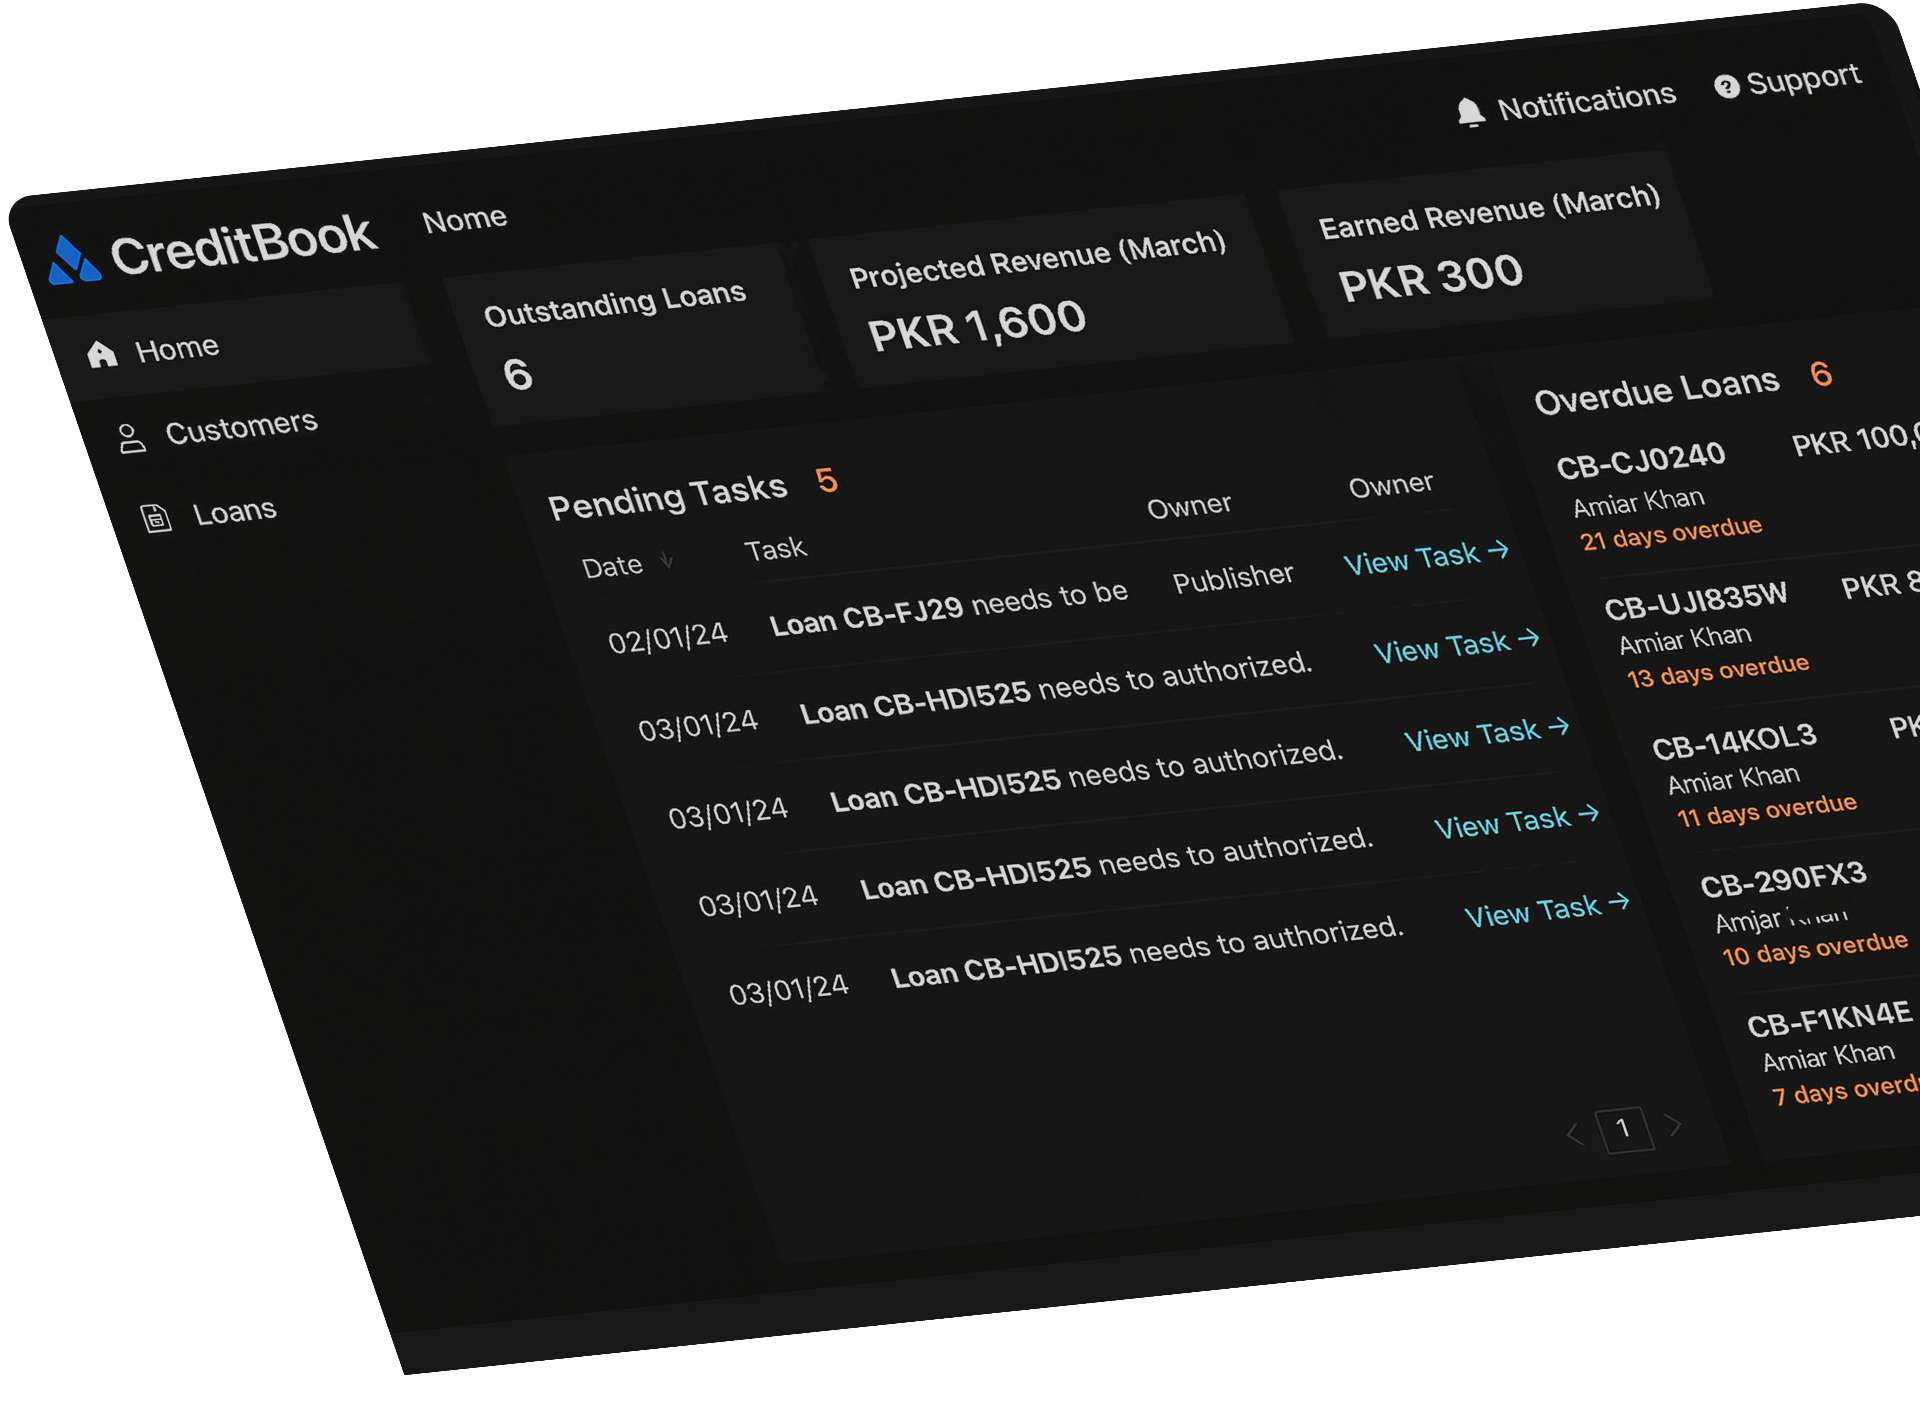 Notifications
Support
CreditBook
Nome
Home
Customers
Loans
Outstanding Loans
6
Projected Revenue (March)
PKR 1,600
Earned Revenue (March)
PKR 300
Pending Tasks 5
Date Task Owner Owner
02/01/24 Loan CB-FJ29 needs to be Publisher View Task →
03/01/24 Loan CB-HDI525 needs to authorized. View Task →
03/01/24 Loan CB-HDI525 needs to authorized. View Task →
03/01/24 Loan CB-HDI525 needs to authorized. View Task →
03/01/24 Loan CB-HDI525 needs to authorized. View Task →
1
Overdue Loans 6
CB-CJ0240 PKR 100,
Amiar Khan
21 days overdue
CB-UJI835W PKR 8
Amiar Khan
13 days overdue
CB-14KOL3 PK
Amiar Khan
11 days overdue
CB-290FX3
Amjar
10 days overdue
CB-F1KN4E
Amiar Khan
7 days overd